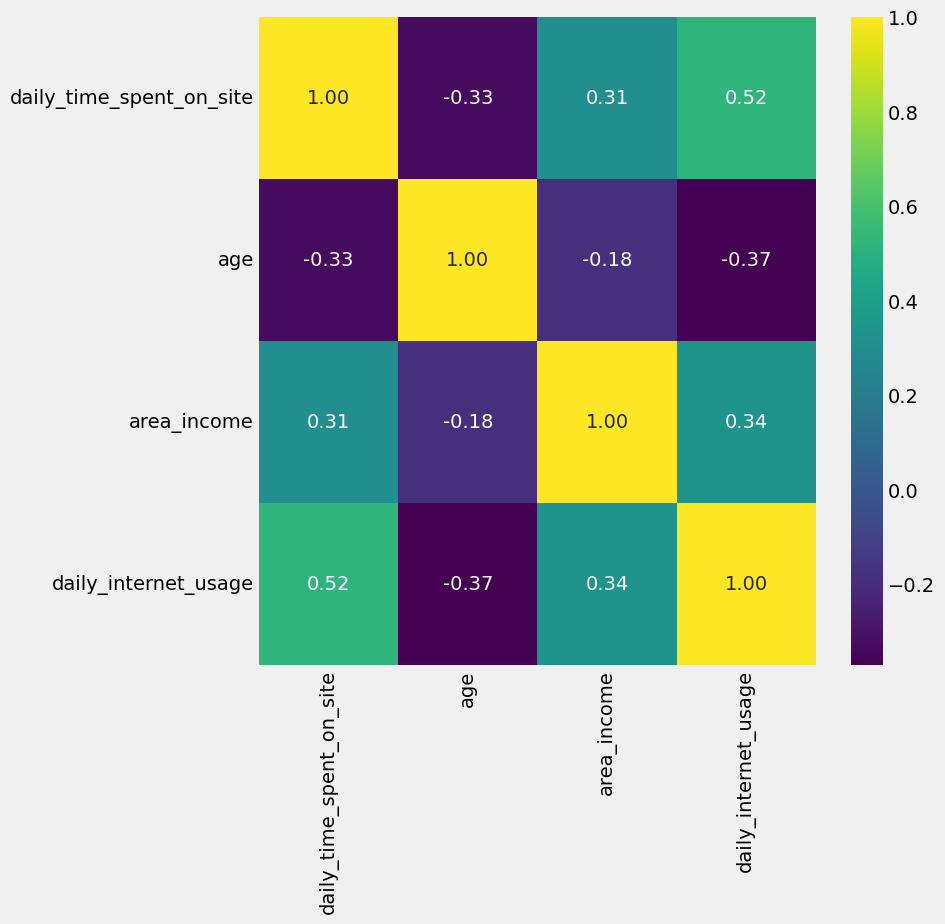 daily_time_spent_on_site 1.00 -0.33 0.31 0.52
age -0.33 1.00 -0.18 -0.37
area_income 0.31 -0.18 1.00 0.34
daily_internet_usage 0.52 -0.37 0.34 1.00
daily_time_spent_on_site
age
area_income
daily_internet_usage
1.0
0.8
0.6
0.4
0.2
0.0
−0.2